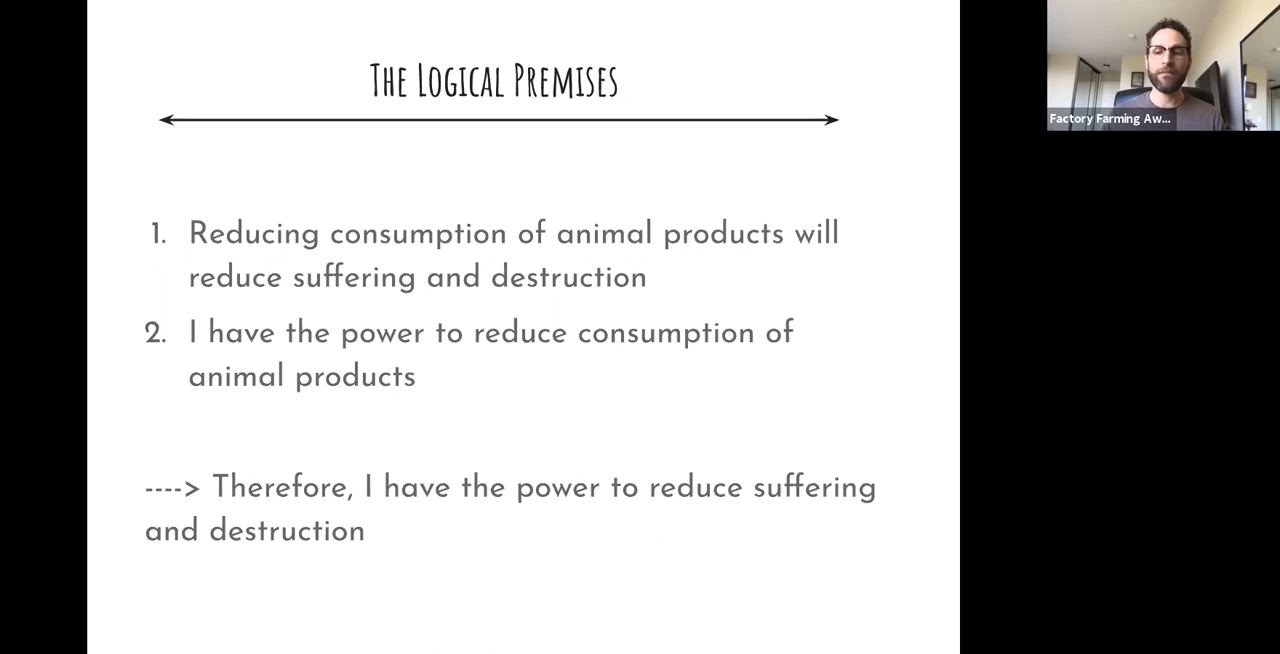 The Logical Premises
1. Reducing consumption of animal products will
reduce suffering and destruction
2. I have the power to reduce consumption of
animal products
----> Therefore, I have the power to reduce suffering
and destruction
Factory Farming Aw...